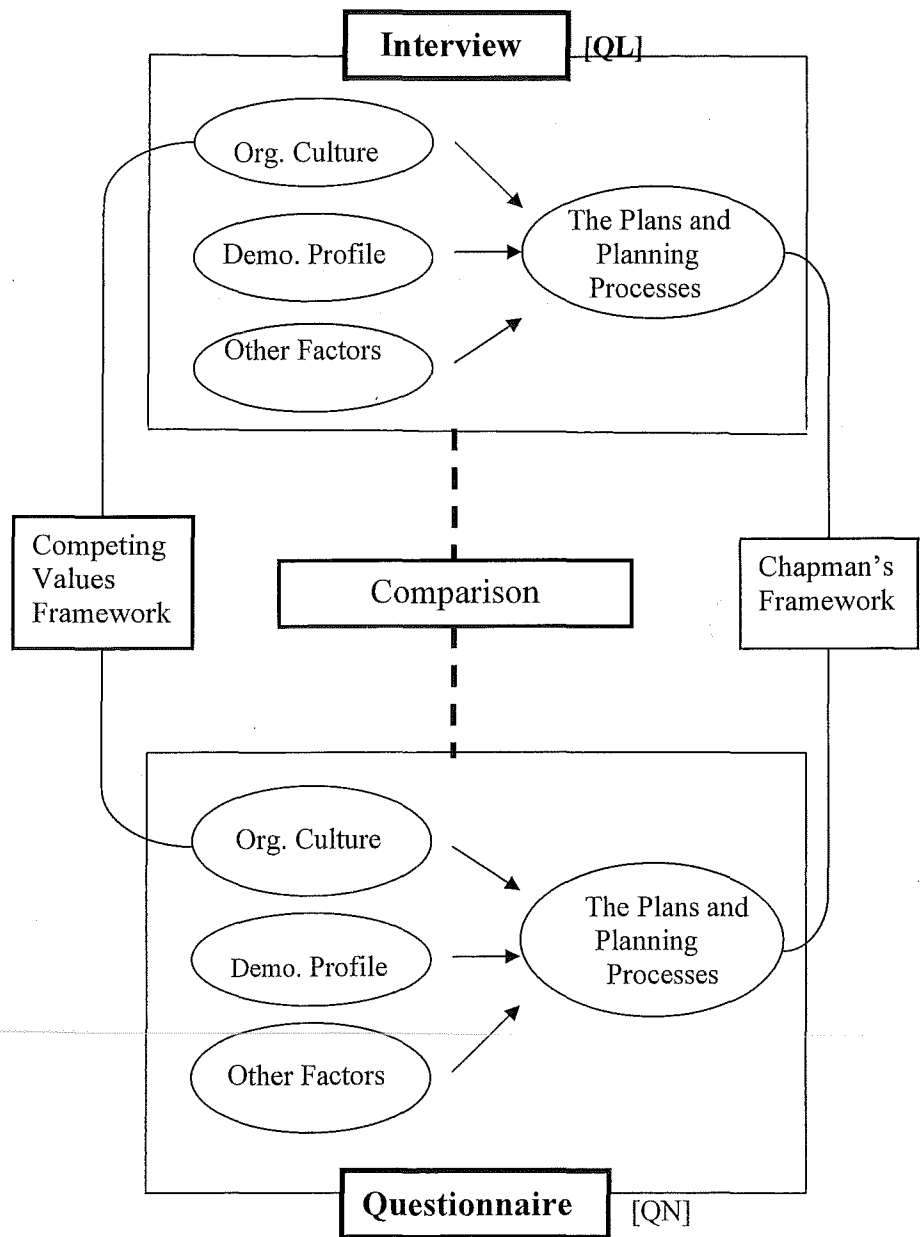 Interview [QL]
Org. Culture
Demo. Profile
Other Factors
The Plans and
Planning
Processes
Competing
Values
Framework
Comparison
Chapman's
Framework
Org. Culture
Demo. Profile
Other Factors
The Plans and
Planning
Processes
Questionnaire [QN]